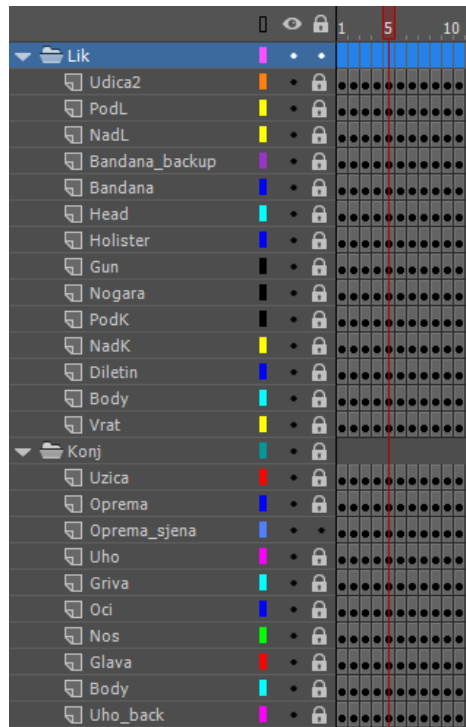 1 5 10
Lik
Udica2
PodL
NadL
Bandana_backup
Bandana
Head
Holister
Gun
Nogara
PodK
NadK
Diletin
Body
Vrat
Konj
Uzica
Oprema
Oprema_sjena
Uho
Griva
Oci
Nos
Glava
Body
Uho_back